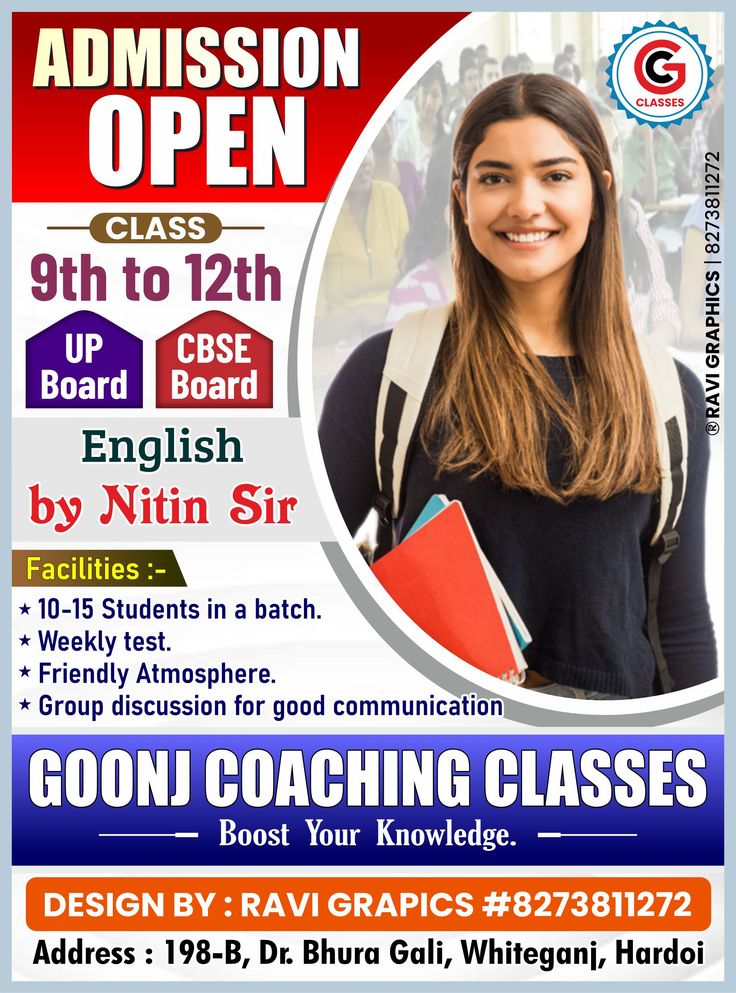 ADMISSION
OPEN
CG
CLASSES
® RAVI GRAPHICS | 8273811272
CLASS
9th to 12th
UP
Board
CBSE
Board
English
by Nitin Sir
Facilities :-
★ 10-15 Students in a batch.
★ Weekly test.
★ Friendly Atmosphere.
★ Group discussion for good communication
GOONJ COACHING CLASSES
Boost Your Knowledge.
DESIGN BY : RAVI GRAPICS #8273811272
Address : 198-B, Dr. Bhura Gali, Whiteganj, Hardoi